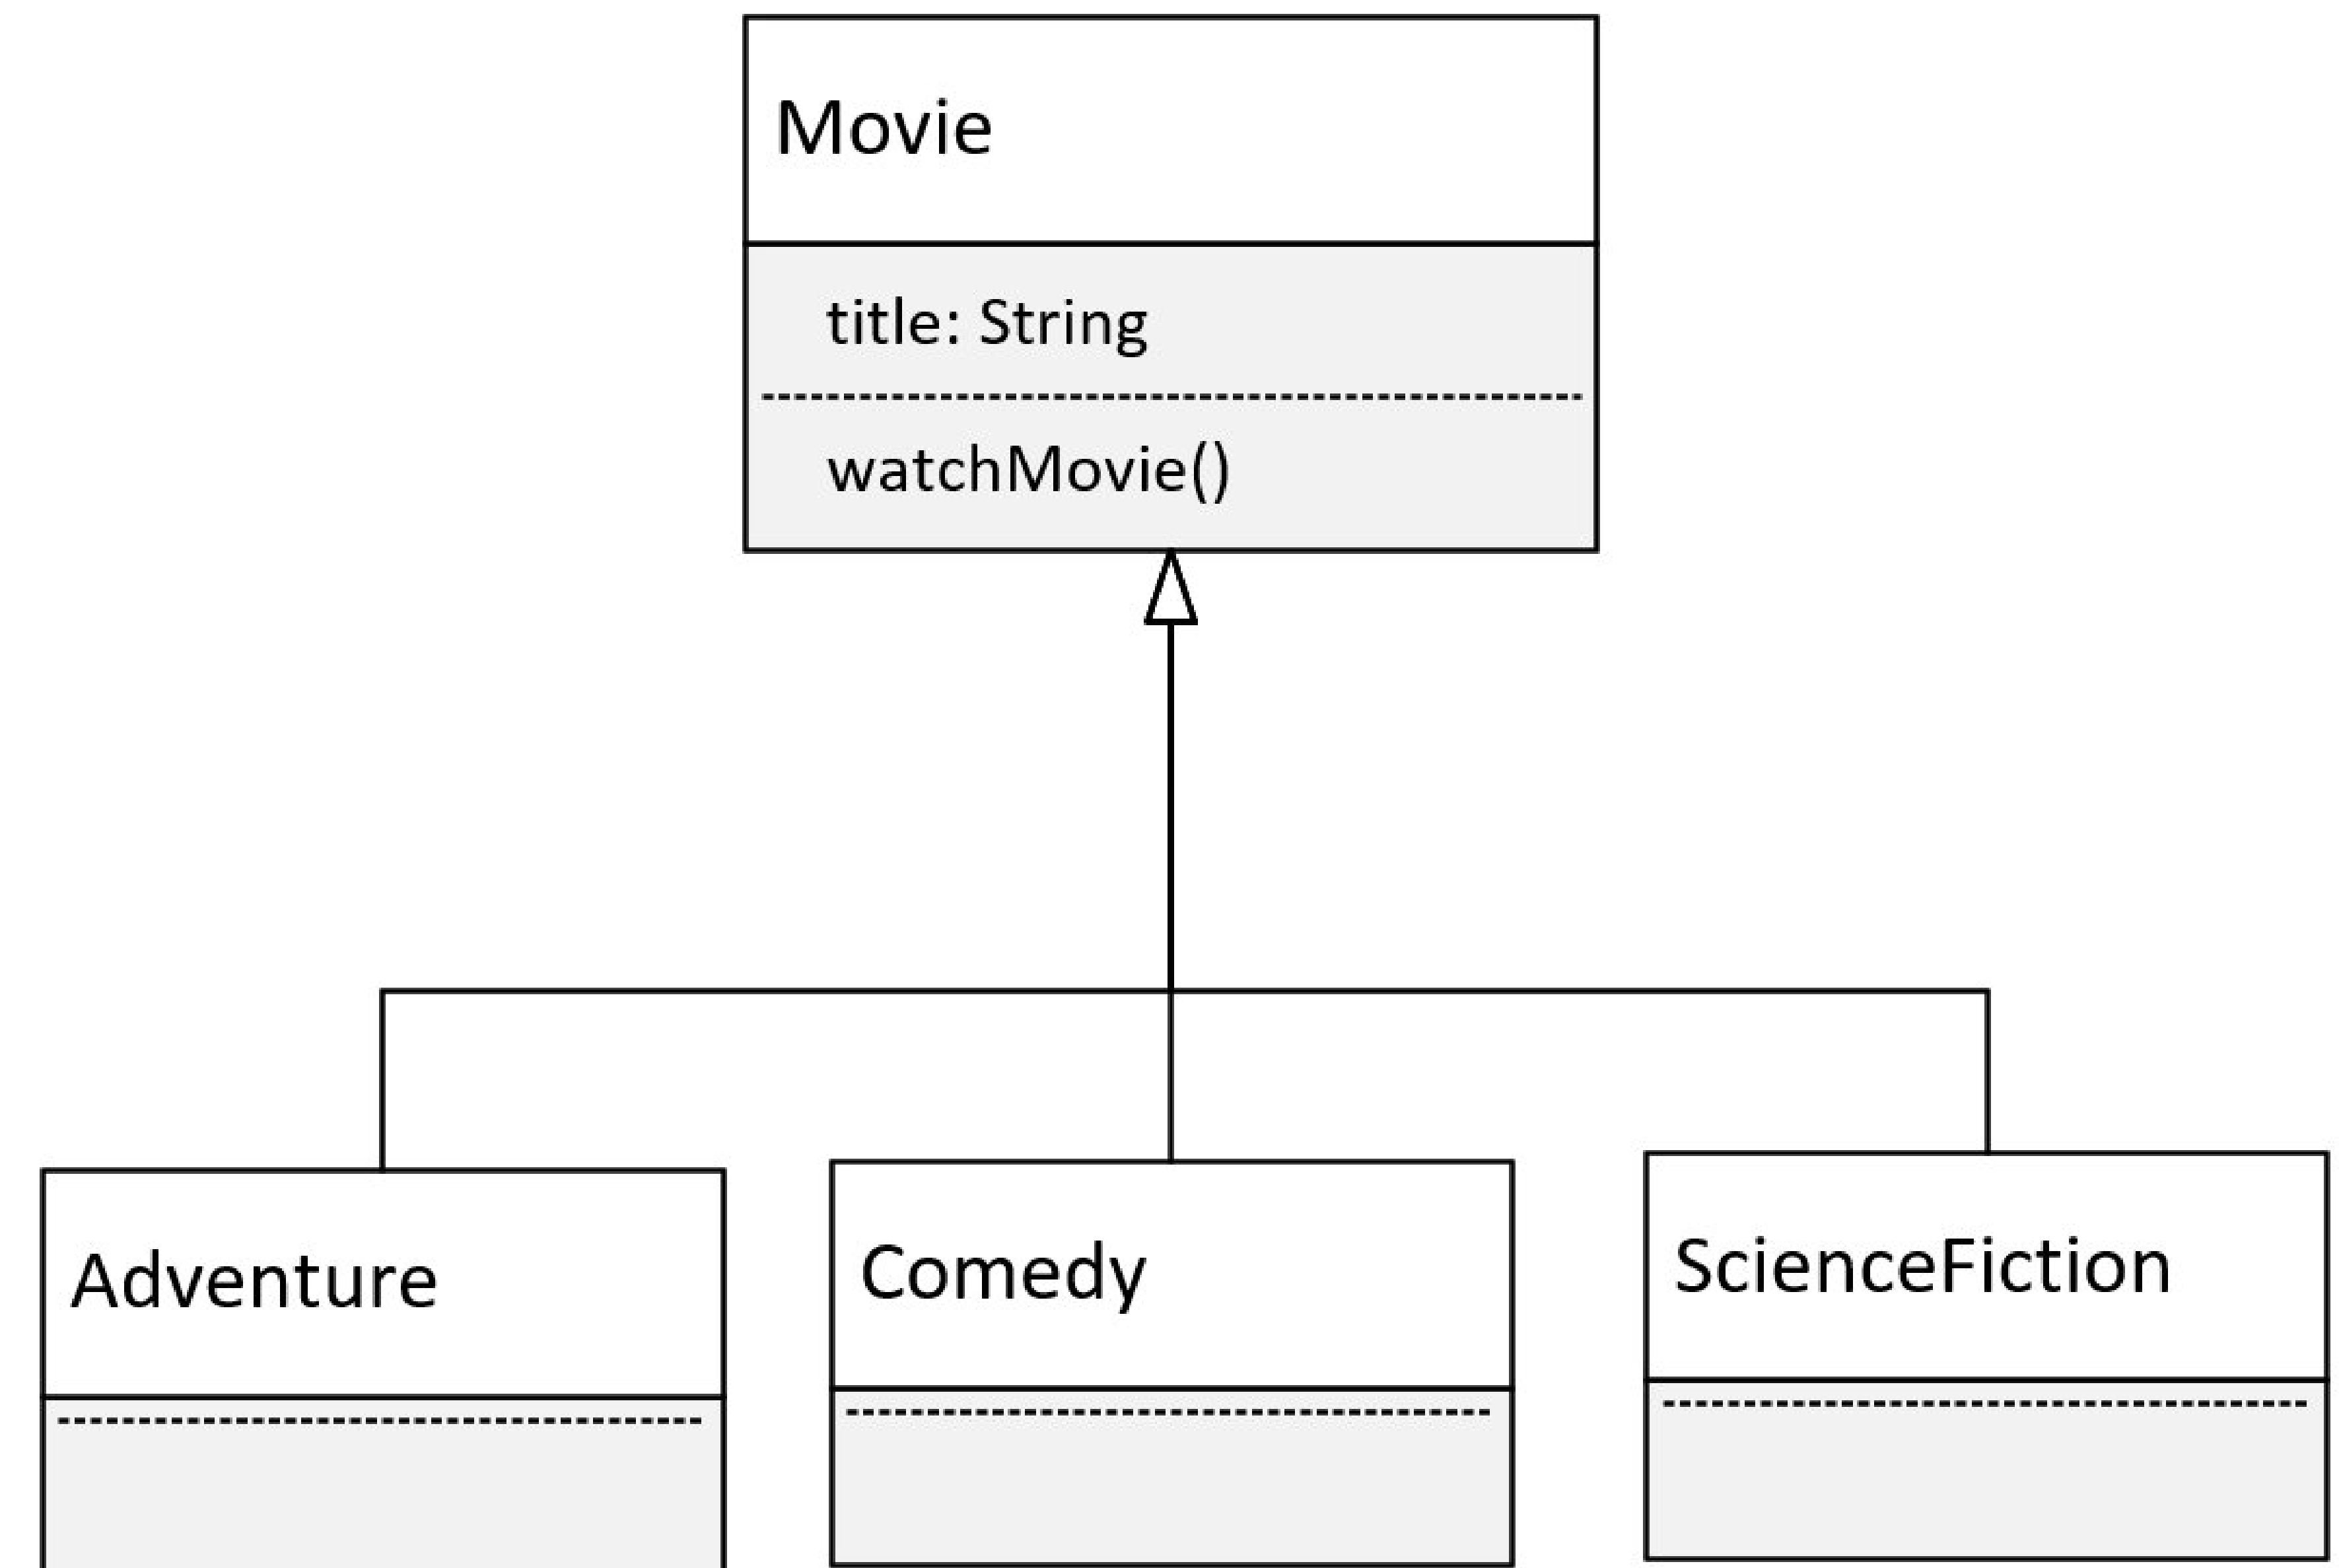 Movie
title: String
watchMovie()
Adventure
Comedy
ScienceFiction